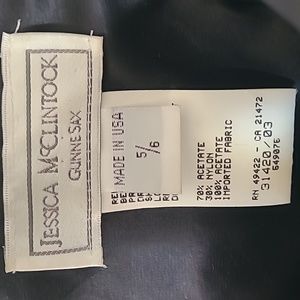 JESSICA McCLINTOCK
GUNNE SAX
MADE IN USA
5/6
70% ACETATE
30% NYLON
100% ACETATE
IMPORTED FABRIC
RN 49422 - CA 21472
31420/03
649076